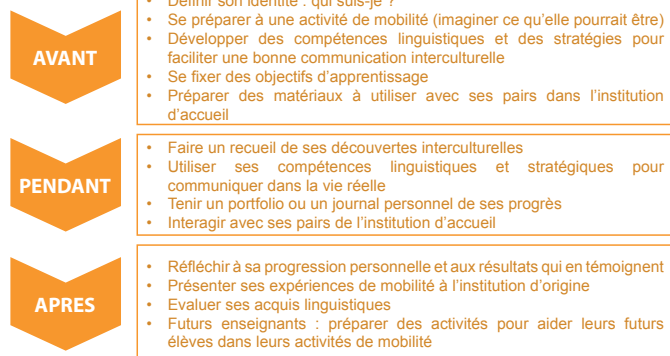 • Définir son identité : qui suis-je ?
• Se préparer à une activité de mobilité (imaginer ce qu'elle pourrait être)
• Développer des compétences linguistiques et des stratégies pour
faciliter une bonne communication interculturelle
AVANT
• Se fixer des objectifs d'apprentissage
• Préparer des matériaux à utiliser avec ses pairs dans l'institution
d'accueil
• Faire un recueil de ses découvertes interculturelles
• Utiliser ses compétences linguistiques et stratégiques pour
communiquer dans la vie réelle
PENDANT
• Tenir un portfolio ou un journal personnel de ses progrès
• Interagir avec ses pairs de l'institution d'accueil
• Réfléchir à sa progression personnelle et aux résultats qui en témoignent
• Présenter ses expériences de mobilité à l'institution d'origine
APRES
• Evaluer ses acquis linguistiques
• Futurs enseignants : préparer des activités pour aider leurs futurs
élèves dans leurs activités de mobilité